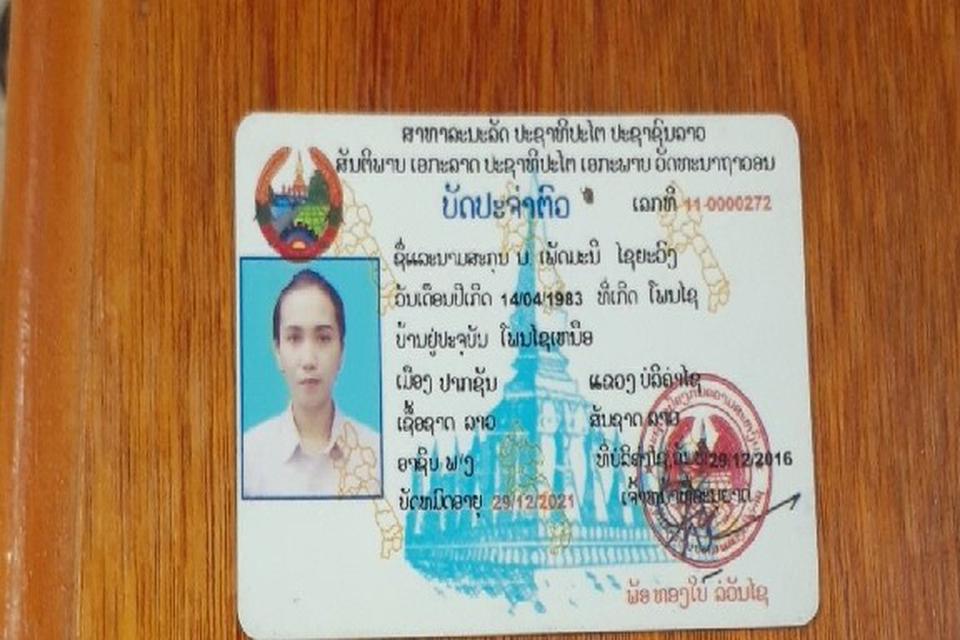 ສາທາລະນະລັດ ປະຊາທິປະໄຕ ປະຊາຊົນລາວ
ສັນຕິພາບ ເອກະລາດ ປະຊາທິປະໄຕ ເອກະພາບ ວັດທະນາຖາວອນ
ບັດປະຈຳຕົວ ເລກທີ 11-0000272
ຊື່ແລະນາມສະກຸນ ນ ເພັດມະນີ ໄຊຍະວົງ
ວັນເດືອນປີເກີດ 14/04/1983 ທີ່ເກີດ ໂພນໄຊ
ບ້ານຢູ່ປະຈຸບັນ ໂພນໄຊເໜືອ
ເມືອງ ປາກຊັນ ແຂວງ ບໍລິຄຳໄຊ
ເຊື້ອຊາດ ລາວ ສັນຊາດ ລາວ
ອາຊີບ ພ/ງ ທີ່ບໍລິຄຳໄຊ, ວັນທີ 29/12/2016
ບັດໝົດອາຍຸ 29/12/2021 ເຈົ້າໜ້າທີ່ອະນຸຍາດ
ພັອ ທອງໃບ ລໍວັນໄຊ